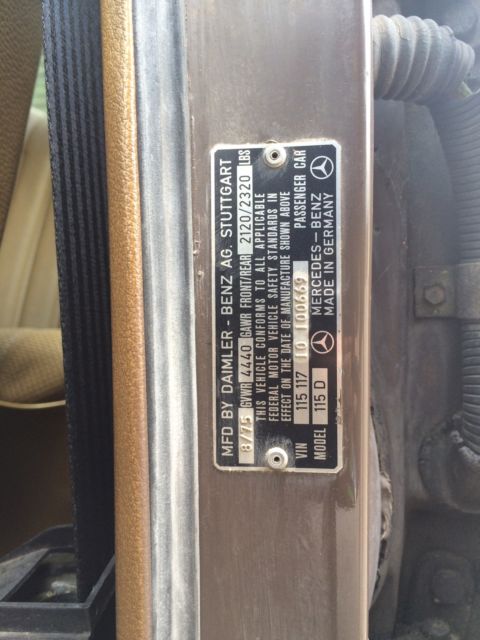 MFD BY DAIMLER - BENZ AG. STUTTGART
8/75 GVWR 4440 GAWR FRONT/REAR 2120/2320 LBS
THIS VEHICLE CONFORMS TO ALL APPLICABLE
FEDERAL MOTOR VEHICLE SAFETY STANDARDS IN
EFFECT ON THE DATE OF MANUFACTURE SHOWN ABOVE
VIN 115 117 10 100669 PASSENGER CAR
MODEL 115 D MERCEDES-BENZ
MADE IN GERMANY